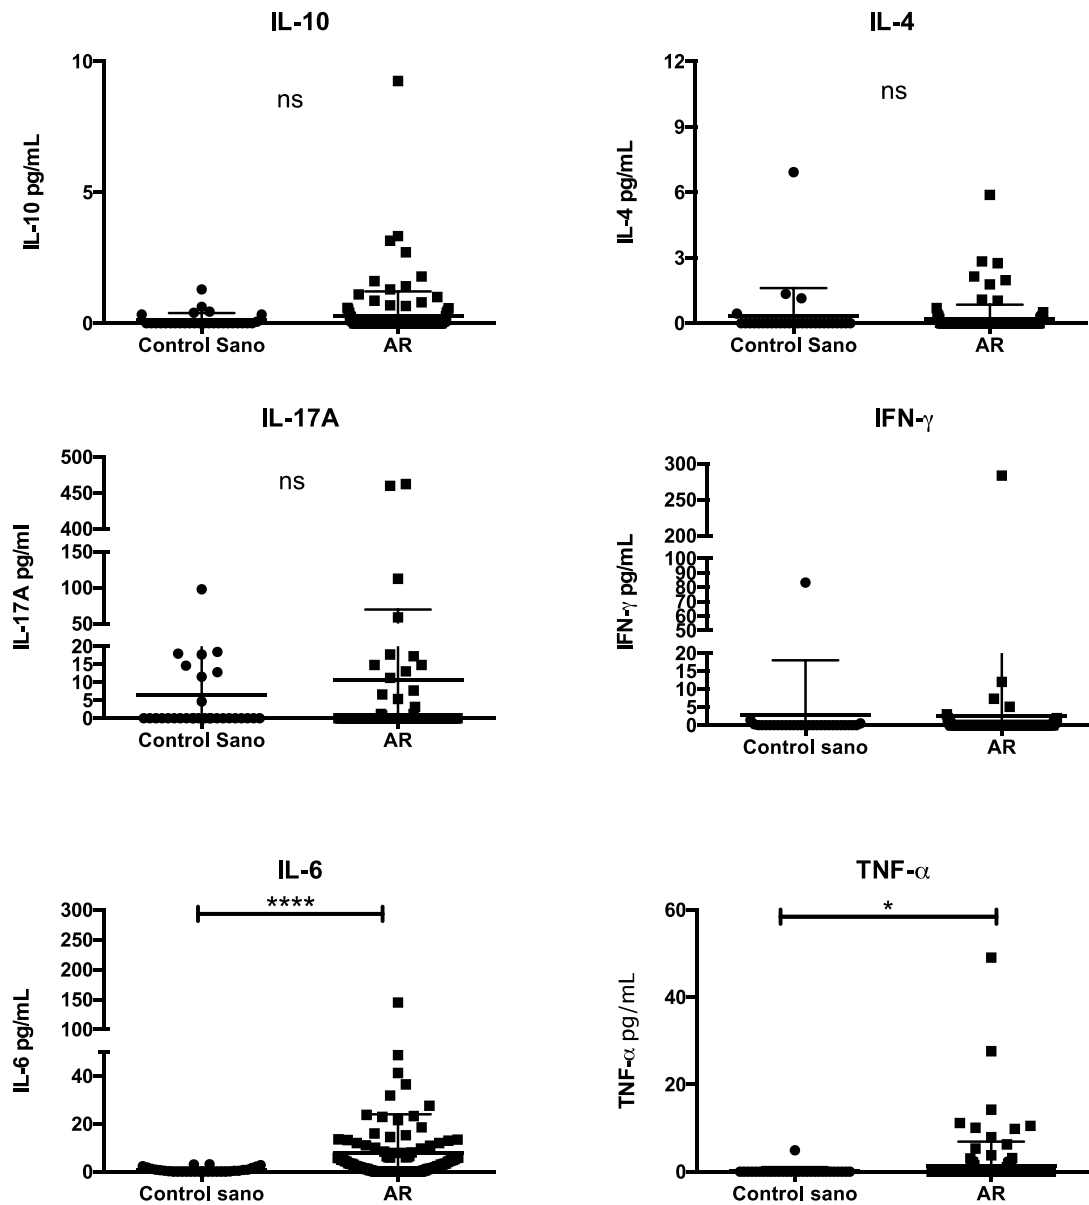 IL-10
IL-10 pg/mL
10
5
0
ns
Control Sano
AR
IL-4
IL-4 pg/mL
12
9
6
3
0
ns
Control Sano
AR
IL-17A
IL-17A pg/ml
500
450
400
150
100
50
20
15
10
5
0
ns
Control Sano
AR
IFN-γ
IFN-γ pg/mL
300
250
200
100
90
80
70
60
50
20
15
10
5
0
Control sano
AR
IL-6
IL-6 pg/mL
300
250
200
150
100
40
20
0
****
Control sano
AR
TNF-α
TNF-α pg/mL
60
40
20
0
*
Control sano
AR